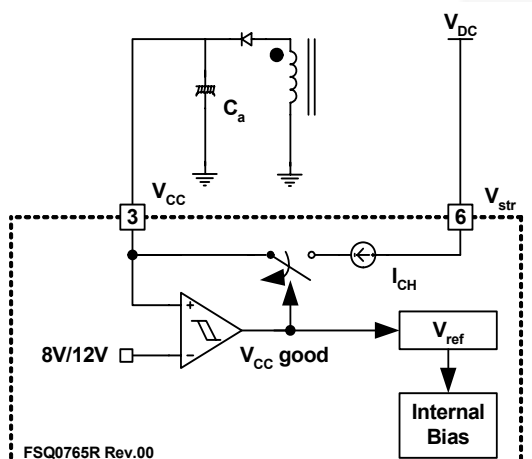 V_DC
C_a
V_CC
V_str
3
6
I_CH
8V/12V
+
-
V_CC good
V_ref
Internal
Bias
FSQ0765R Rev.00